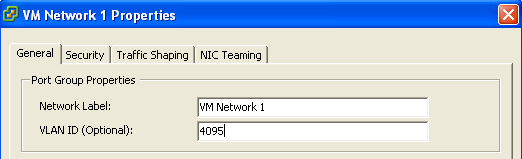 VM Network 1 Properties
General Security Traffic Shaping NIC Teaming
Port Group Properties
Network Label: VM Network 1
VLAN ID (Optional): 4095